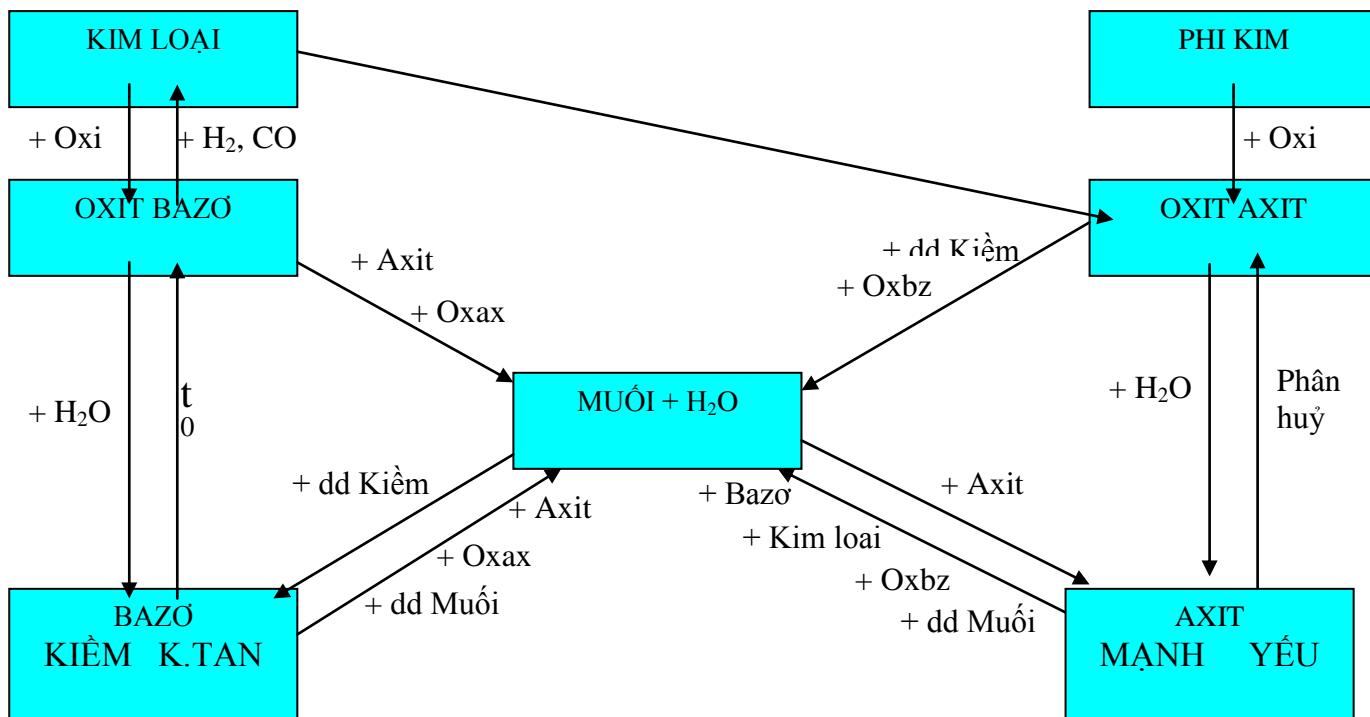 KIM LOẠI
PHI KIM
+ Oxi
+ H₂, CO
+ Oxi
OXIT BAZƠ
OXIT AXIT
+ Axit
+ dd Kiềm
+ Oxbz
+ Oxax
+ H₂O
t
0
MUỐI + H₂O
+ H₂O
Phân
huỷ
+ dd Kiềm
+ Axit
+ Oxax
+ dd Muối
+ Bazơ
+ Kim loai
+ Oxbz
+ dd Muối
+ Axit
BAZƠ
KIỀM K.TAN
AXIT
MẠNH YẾU